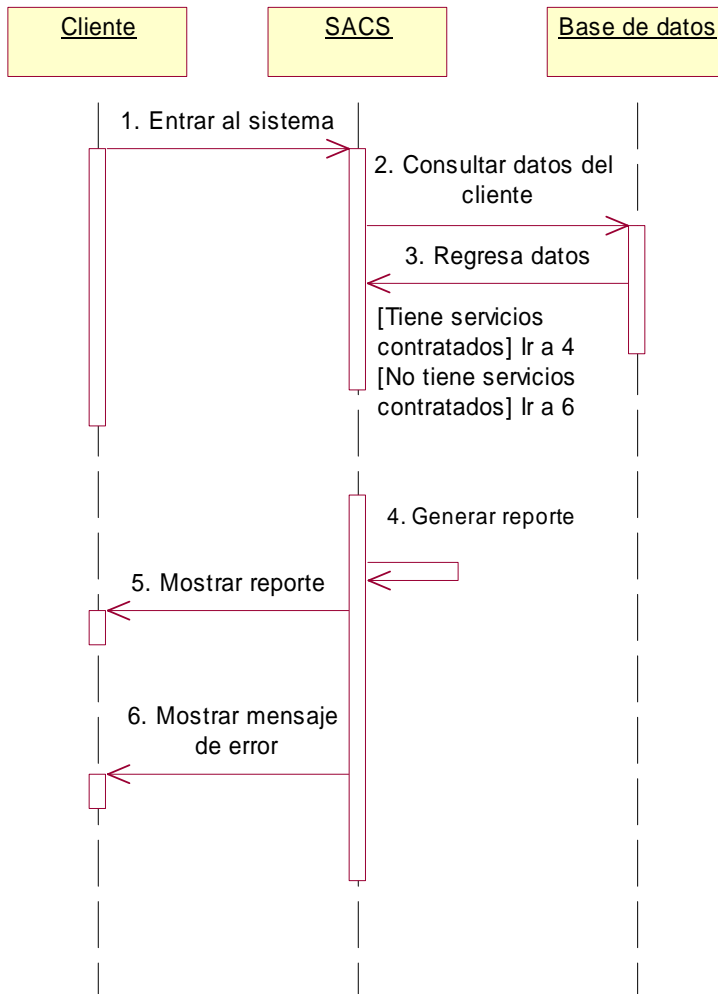 Cliente
SACS
Base de datos
1. Entrar al sistema
2. Consultar datos del
cliente
3. Regresa datos
[Tiene servicios
contratados] Ir a 4
[No tiene servicios
contratados] Ir a 6
4. Generar reporte
5. Mostrar reporte
6. Mostrar mensaje
de error